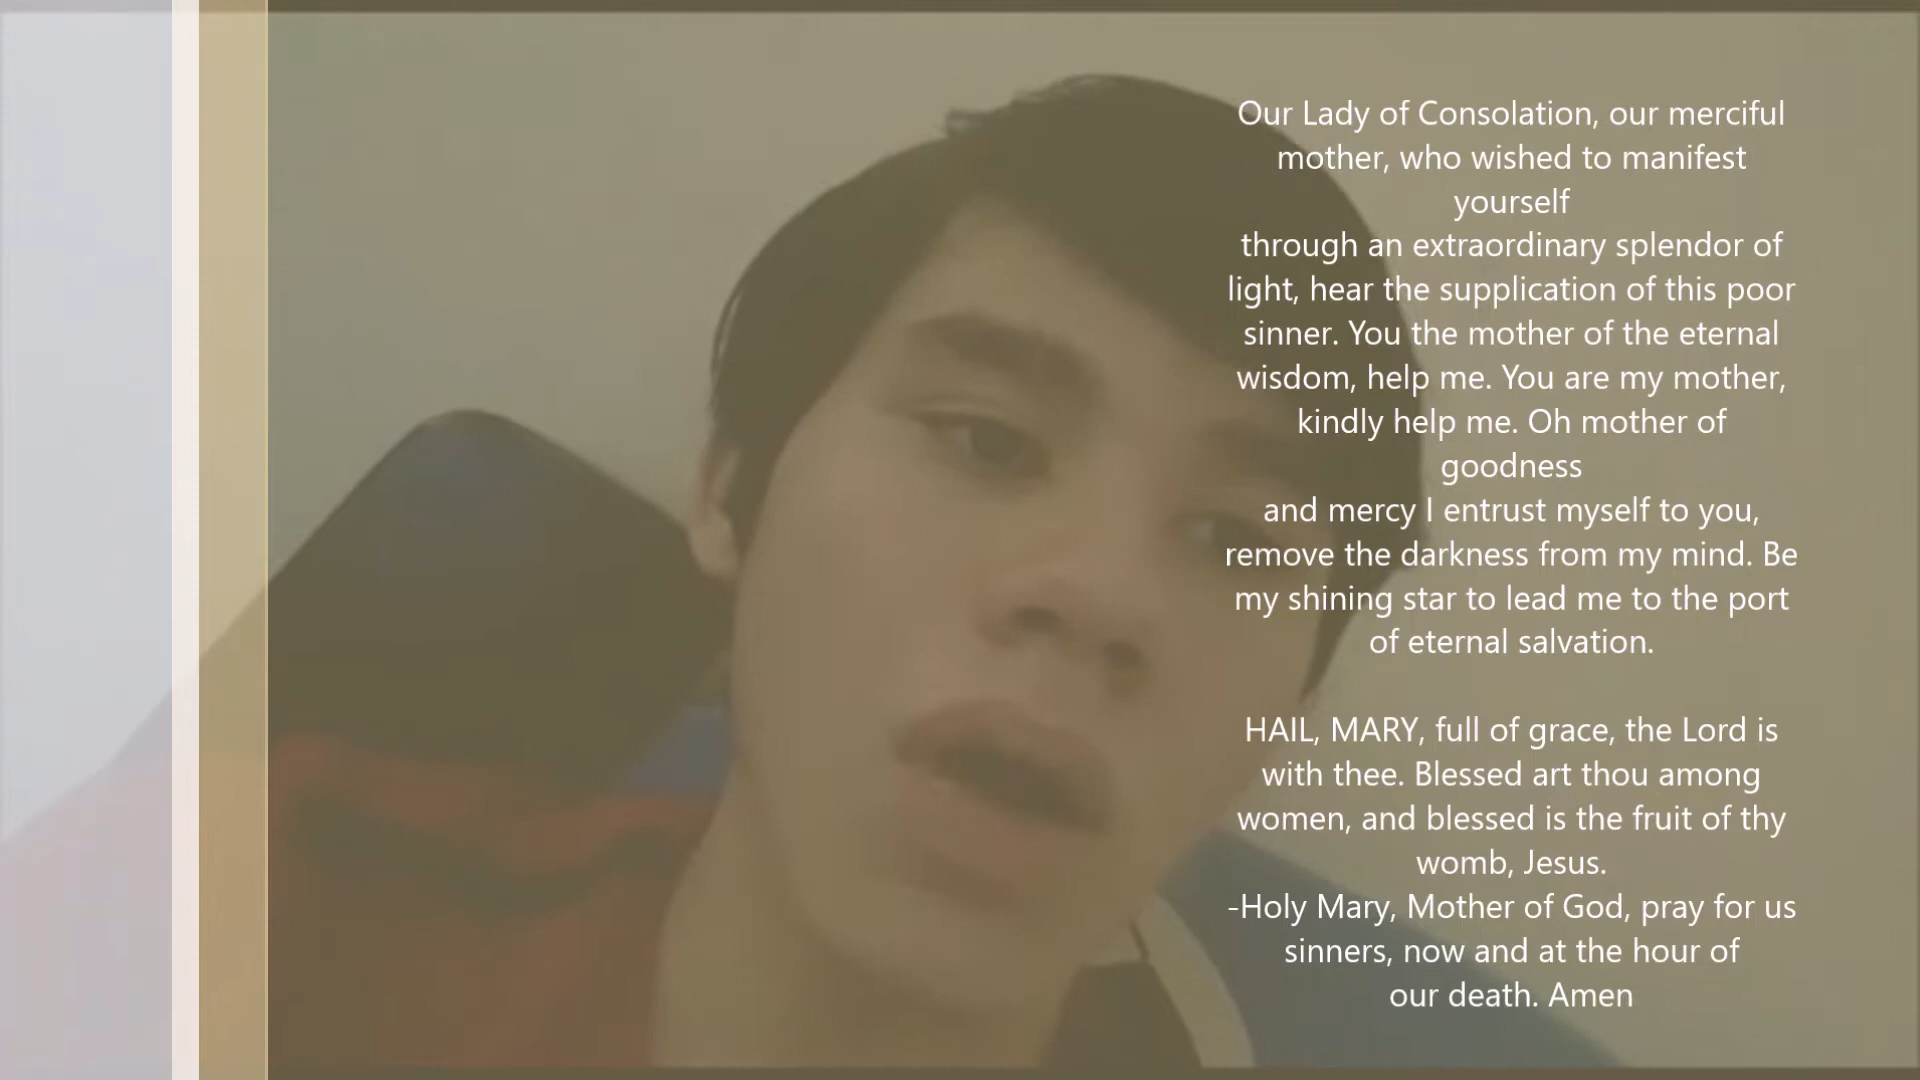 Our Lady of Consolation, our merciful
mother, who wished to manifest
yourself
through an extraordinary splendor of
light, hear the supplication of this poor
sinner. You the mother of the eternal
wisdom, help me. You are my mother,
kindly help me. Oh mother of
goodness
and mercy I entrust myself to you,
remove the darkness from my mind. Be
my shining star to lead me to the port
of eternal salvation.
HAIL, MARY, full of grace, the Lord is
with thee. Blessed art thou among
women, and blessed is the fruit of thy
womb, Jesus.
-Holy Mary, Mother of God, pray for us
sinners, now and at the hour of
our death. Amen